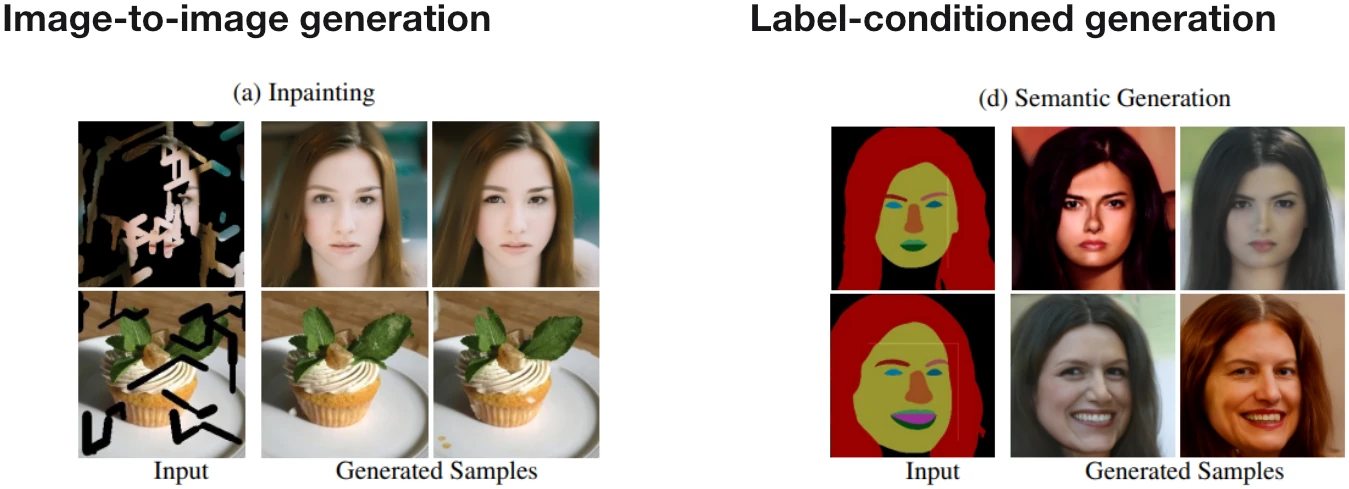 Image-to-image generation
Label-conditioned generation
(a) Inpainting
(d) Semantic Generation
Input
Generated Samples
Input
Generated Samples